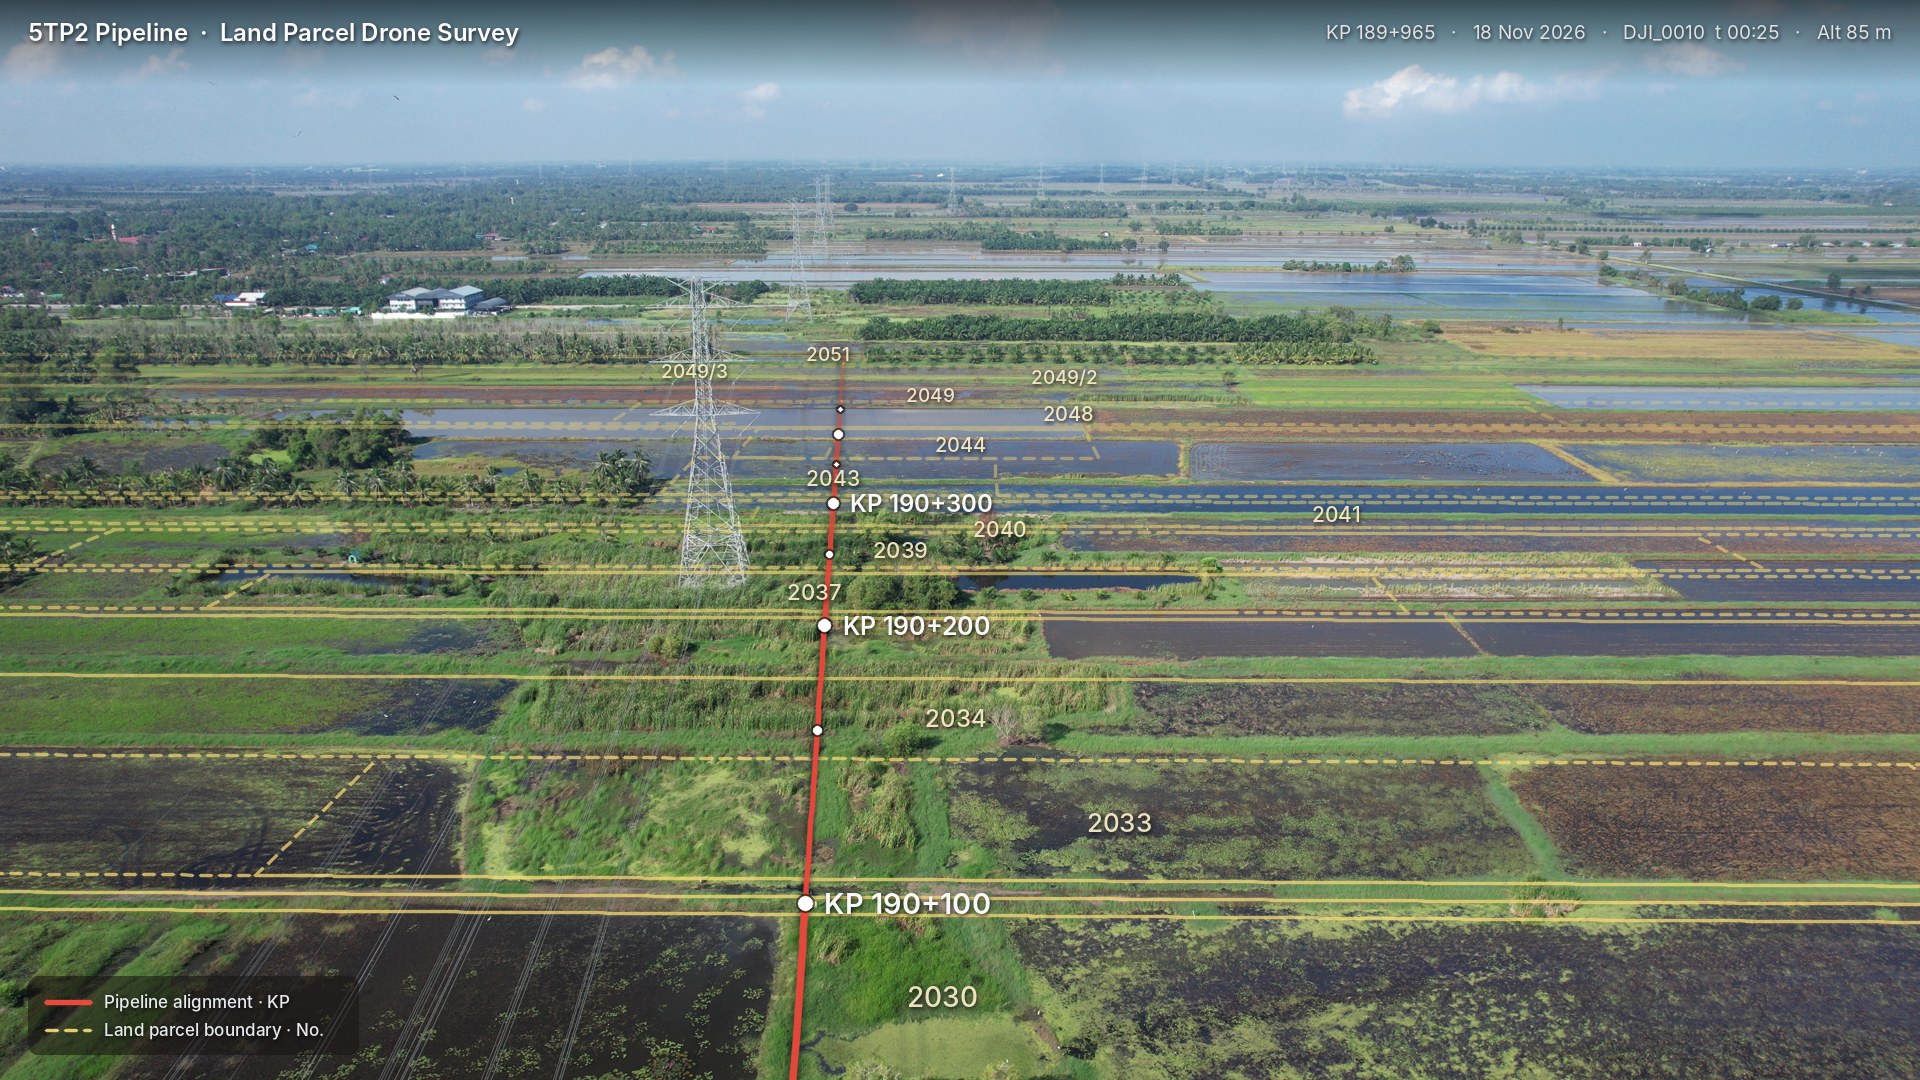 5TP2 Pipeline · Land Parcel Drone Survey
KP 189+965 · 18 Nov 2026 · DJI_0010 t 00:25 · Alt 85 m
2051
2049/3
2049/2
2049
2048
2044
2043
KP 190+300
2041
2040
2039
2037
KP 190+200
2034
2033
KP 190+100
2030
Pipeline alignment · KP
Land parcel boundary · No.